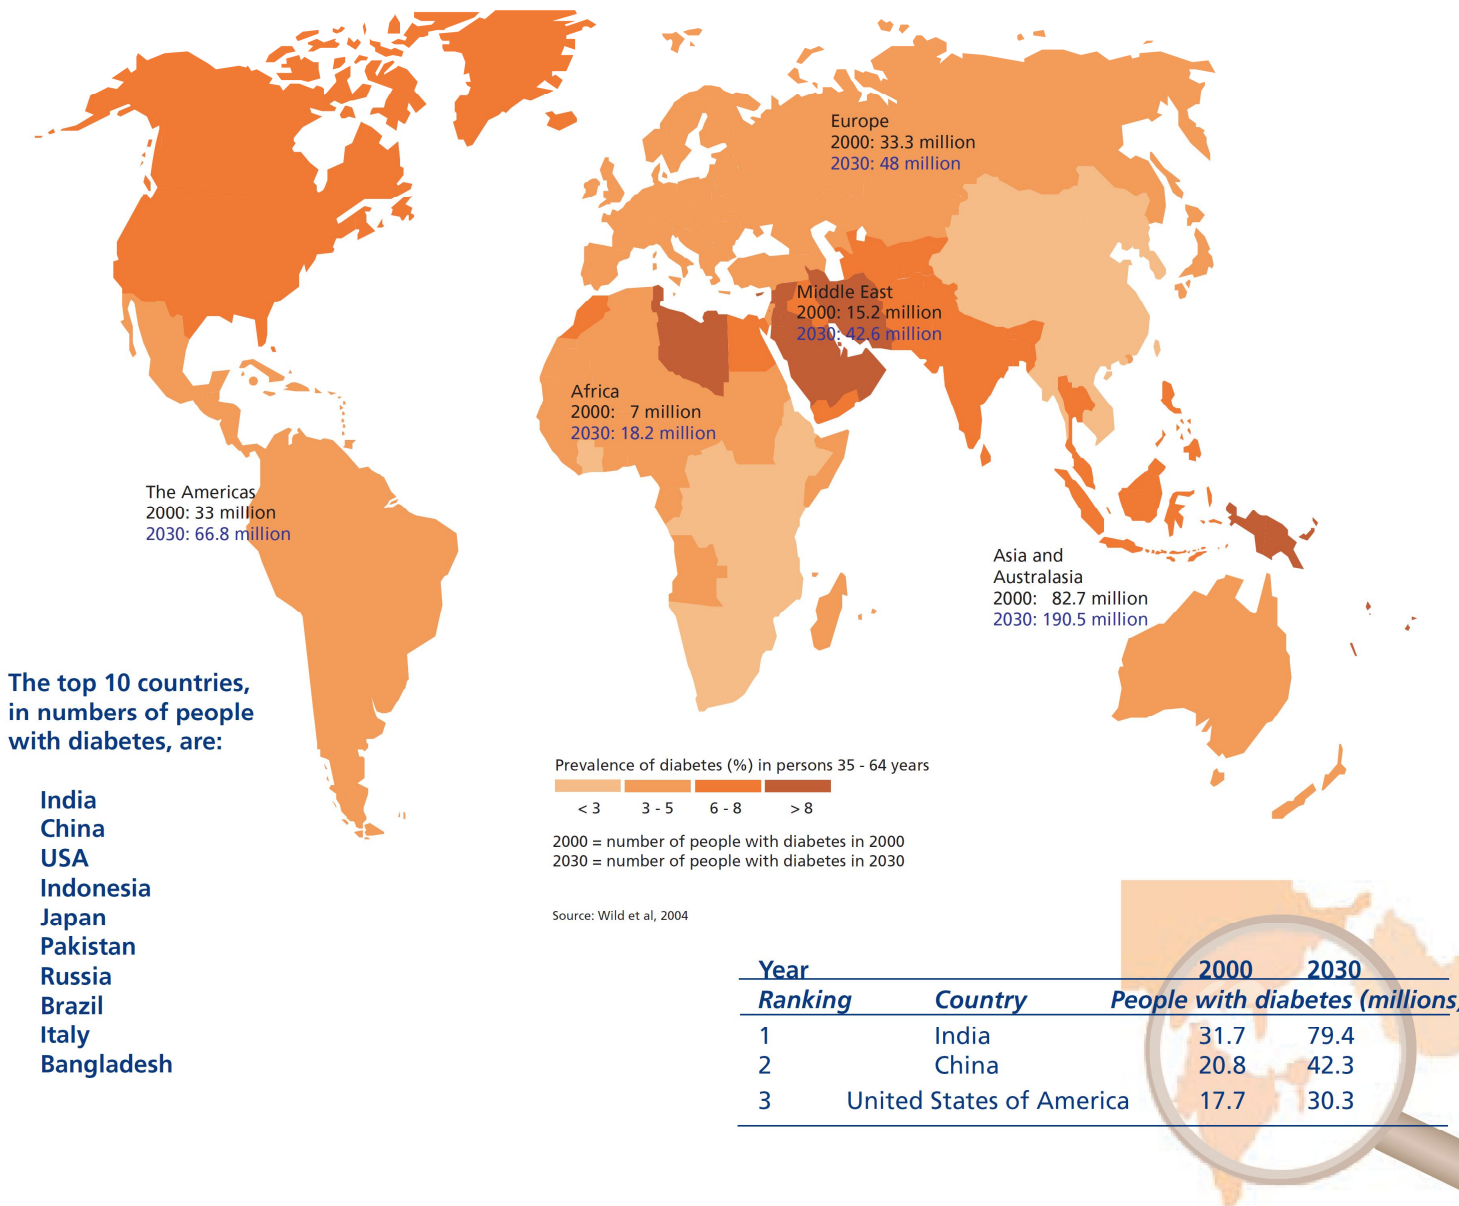 Europe
2000: 33.3 million
2030: 48 million
Middle East
2000: 15.2 million
2030: 42.6 million
Africa
2000: 7 million
2030: 18.2 million
The Americas
2000: 33 million
2030: 66.8 million
Asia and
Australasia
2000: 82.7 million
2030: 190.5 million
The top 10 countries,
in numbers of people
with diabetes, are:
India
China
USA
Indonesia
Japan
Pakistan
Russia
Brazil
Italy
Bangladesh
Prevalence of diabetes (%) in persons 35 - 64 years
< 3 3 - 5 6 - 8 > 8
2000 = number of people with diabetes in 2000
2030 = number of people with diabetes in 2030
Source: Wild et al, 2004
Year 2000 2030
Ranking Country People with diabetes (millions)
1 India 31.7 79.4
2 China 20.8 42.3
3 United States of America 17.7 30.3